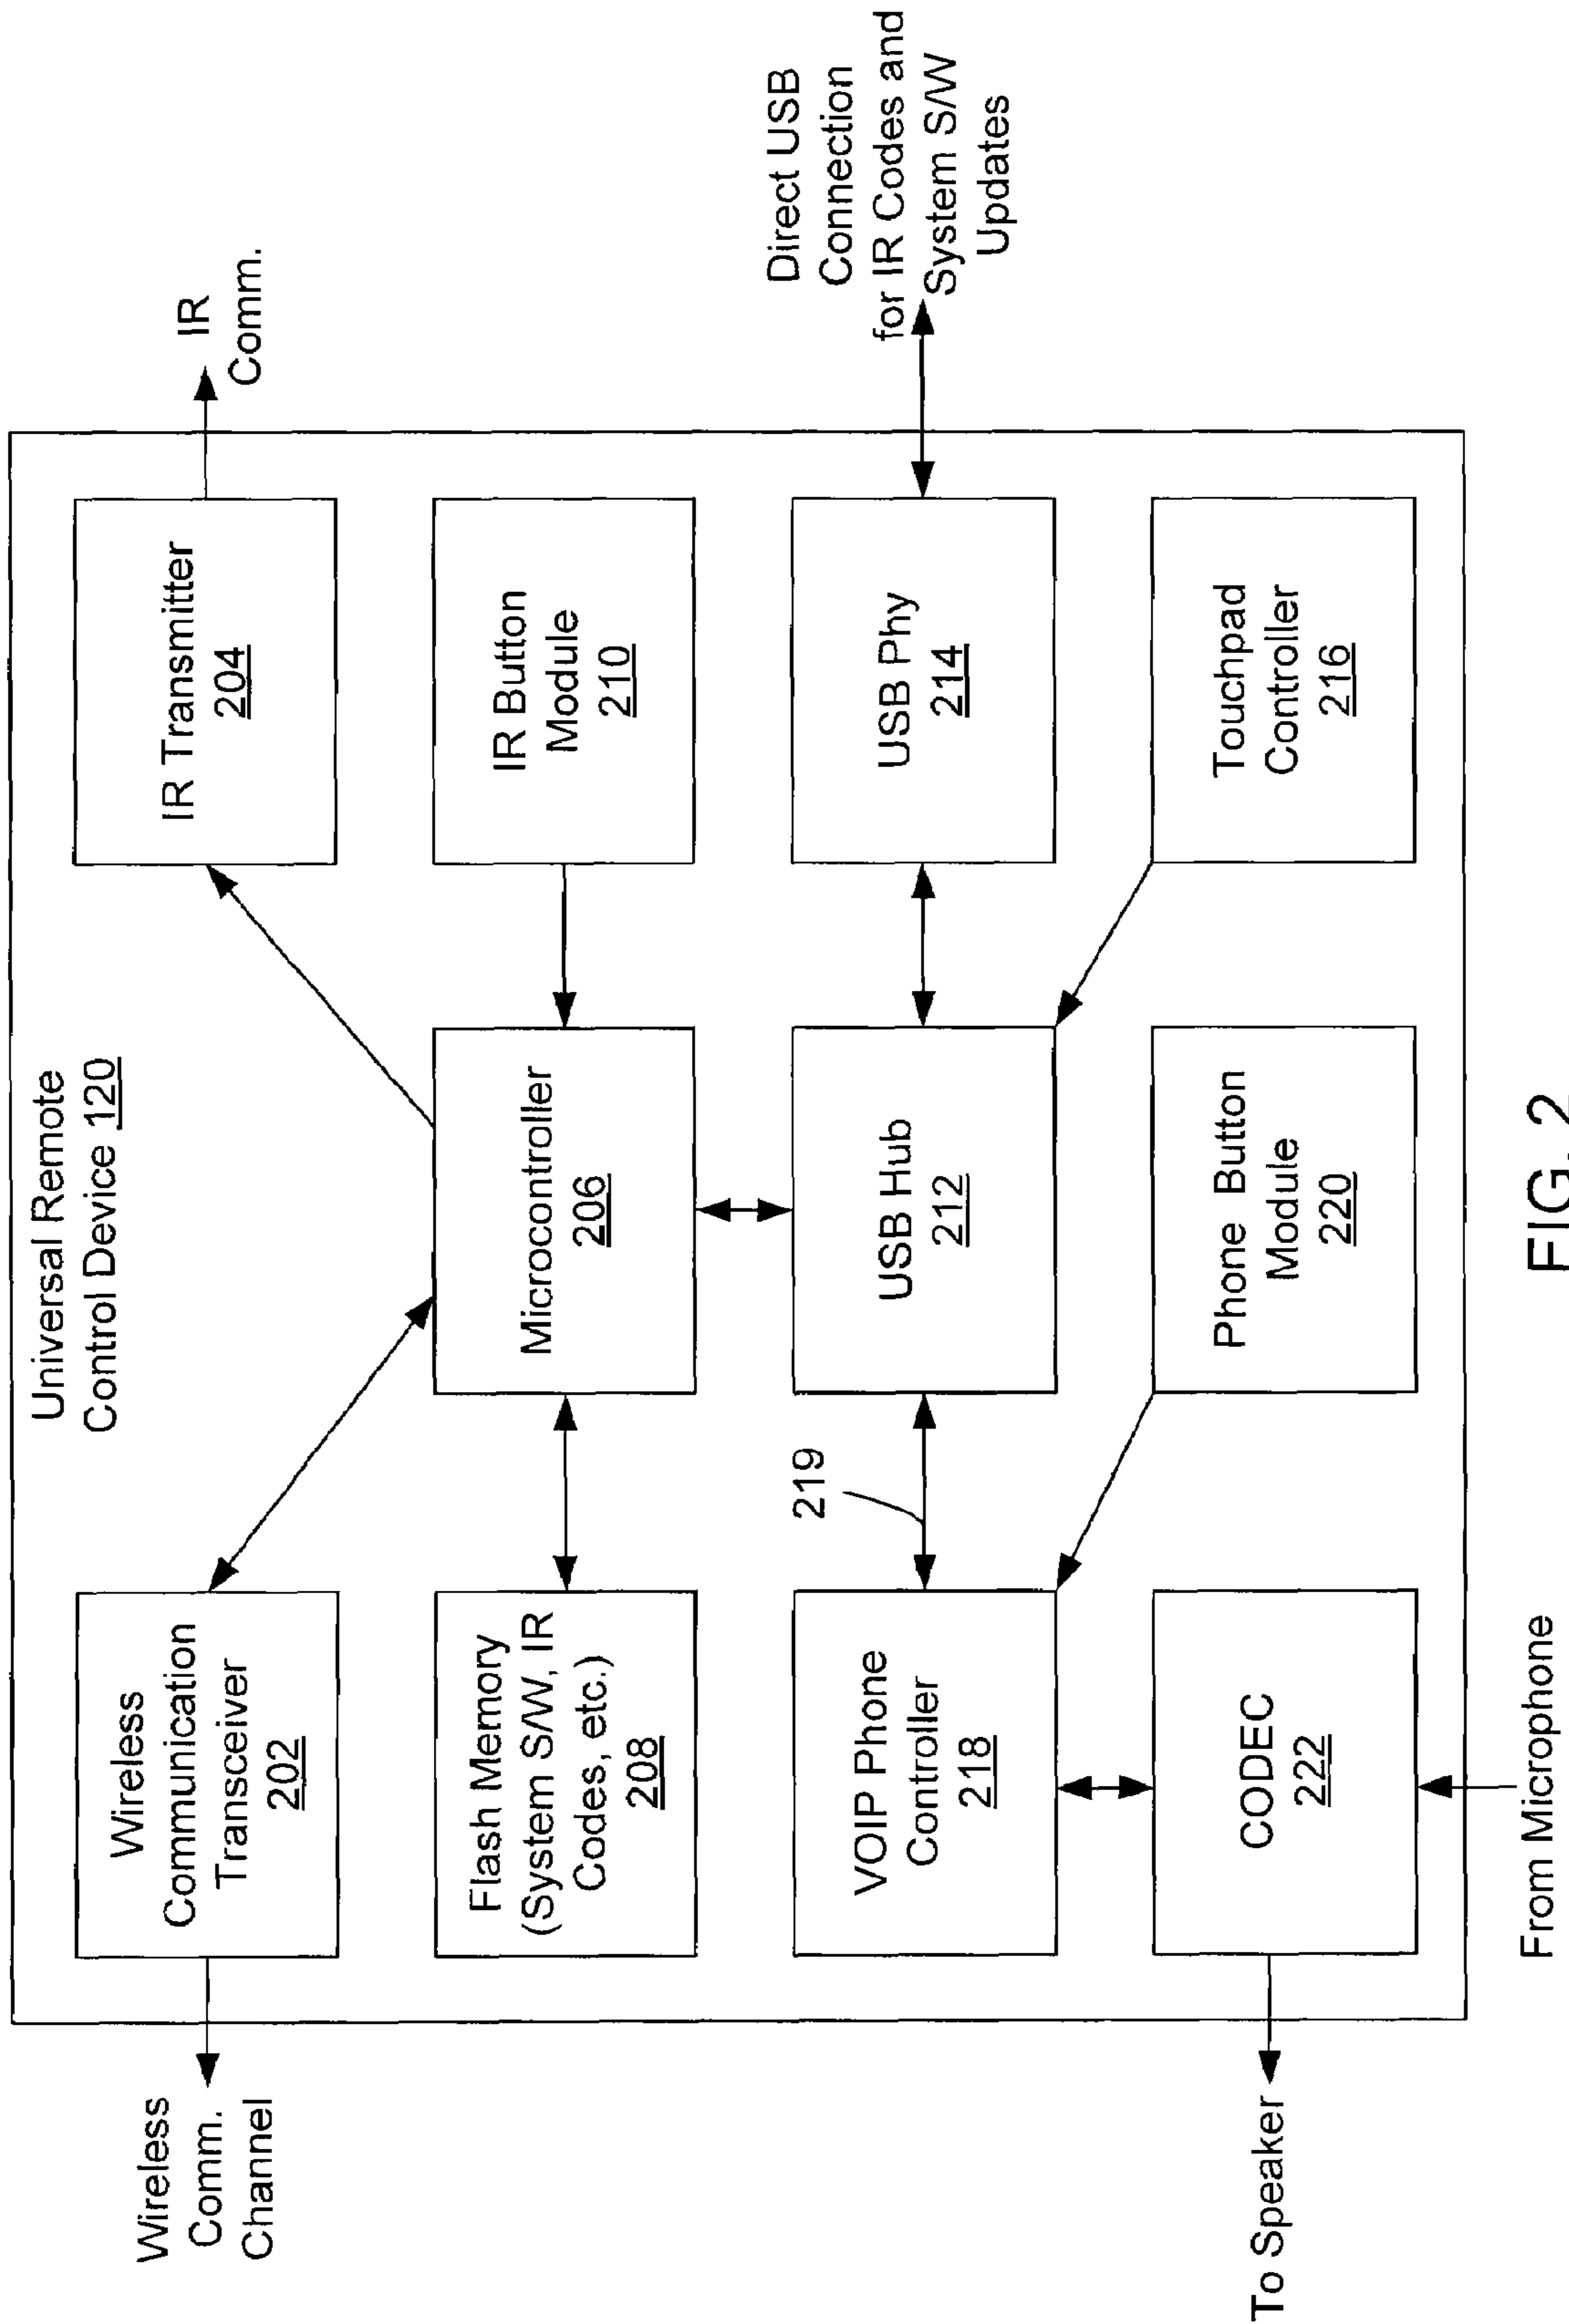 Universal Remote
Control Device 120
Wireless
Comm.
Channel
Wireless
Communication
Transceiver
202
IR Transmitter
204
IR
Comm.
Flash Memory
(System S/W, IR
Codes, etc.)
208
Microcontroller
206
IR Button
Module
210
219
VOIP Phone
Controller
218
USB Hub
212
USB Phy
214
Direct USB
Connection
for IR Codes and
System S/W
Updates
CODEC
222
Phone Button
Module
220
Touchpad
Controller
216
To Speaker
From Microphone
FIG. 2